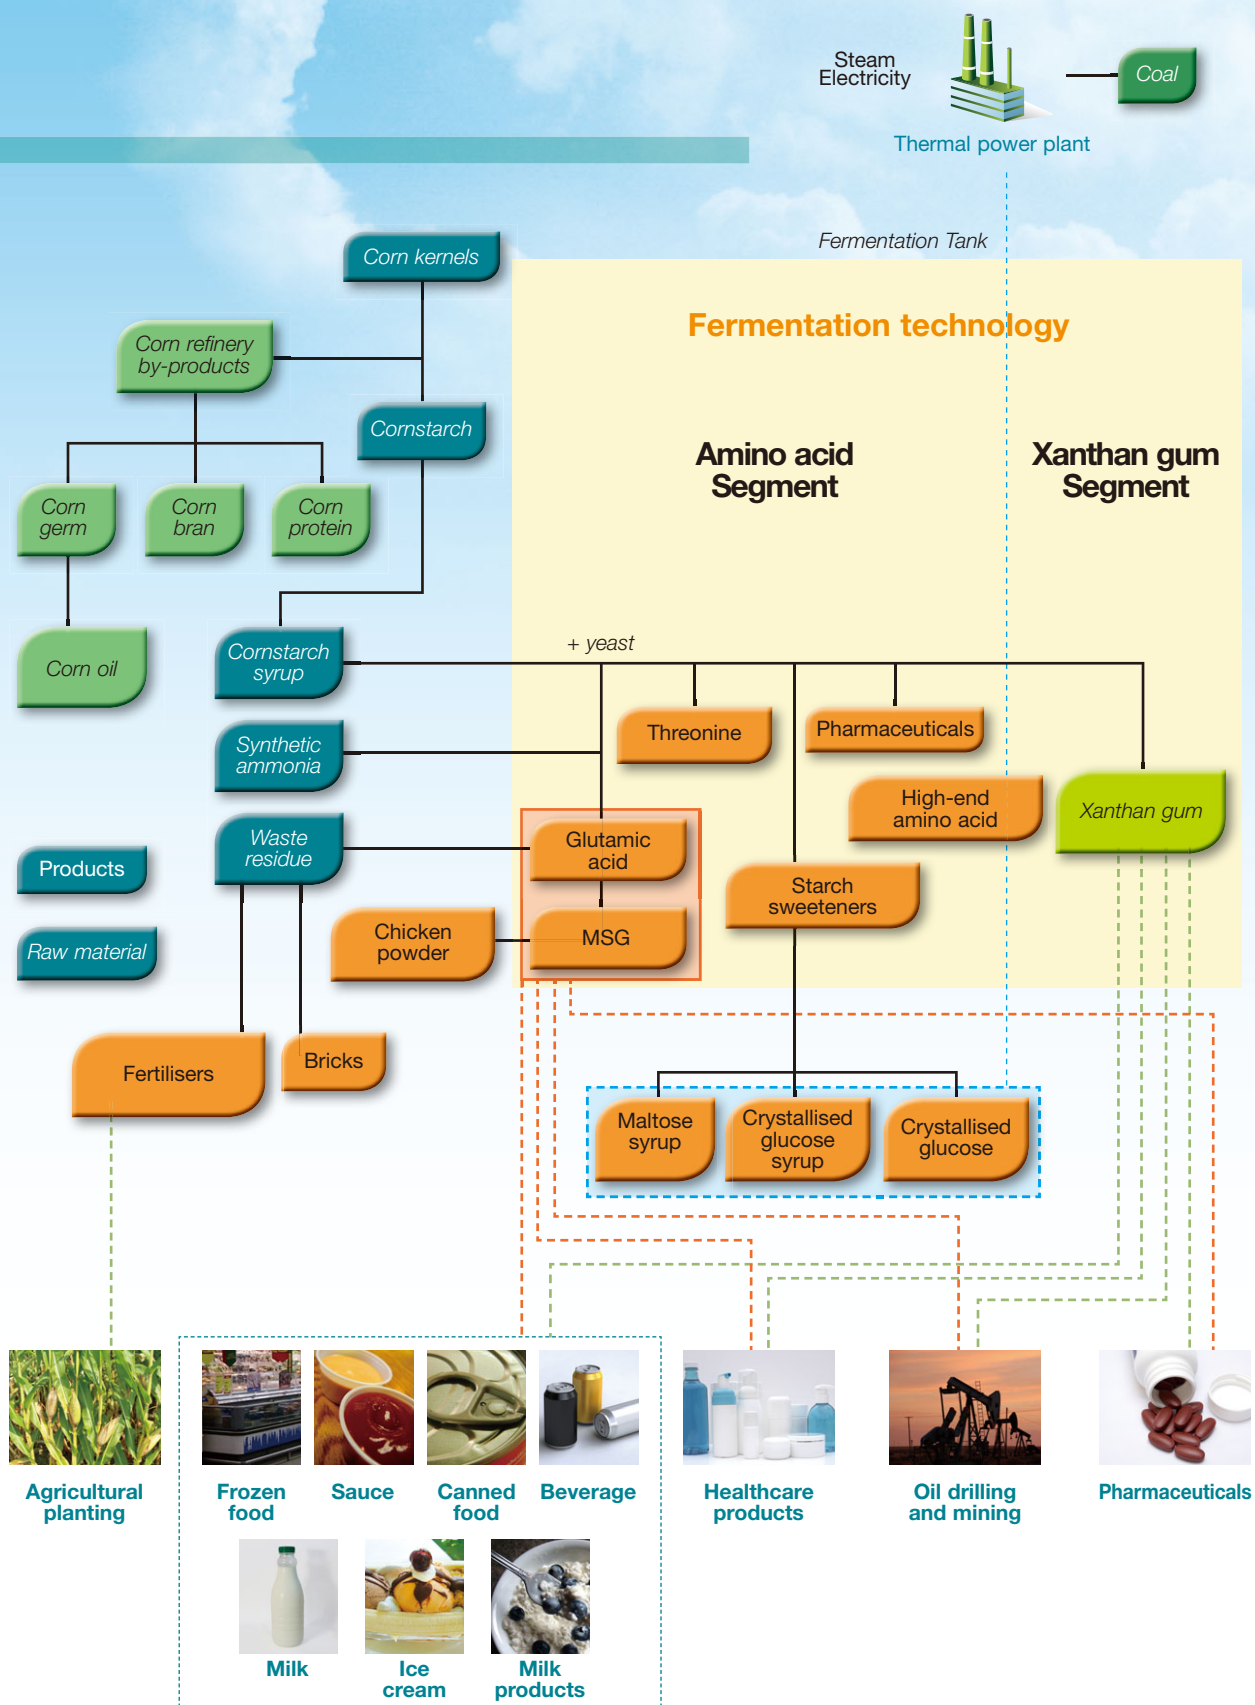 Steam
Electricity
Coal
Thermal power plant
Fermentation Tank
Corn kernels
Fermentation technology
Corn refinery
by-products
Cornstarch
Amino acid
Segment
Xanthan gum
Segment
Corn
germ
Corn
bran
Corn
protein
+ yeast
Corn oil
Cornstarch
syrup
Threonine
Pharmaceuticals
Synthetic
ammonia
High-end
amino acid
Xanthan gum
Waste
residue
Glutamic
acid
Products
Starch
sweeteners
Chicken
powder
MSG
Raw material
Fertilisers
Bricks
Maltose
syrup
Crystallised
glucose
syrup
Crystallised
glucose
Agricultural
planting
Frozen
food
Sauce
Canned
food
Beverage
Healthcare
products
Oil drilling
and mining
Pharmaceuticals
Milk
Ice
cream
Milk
products